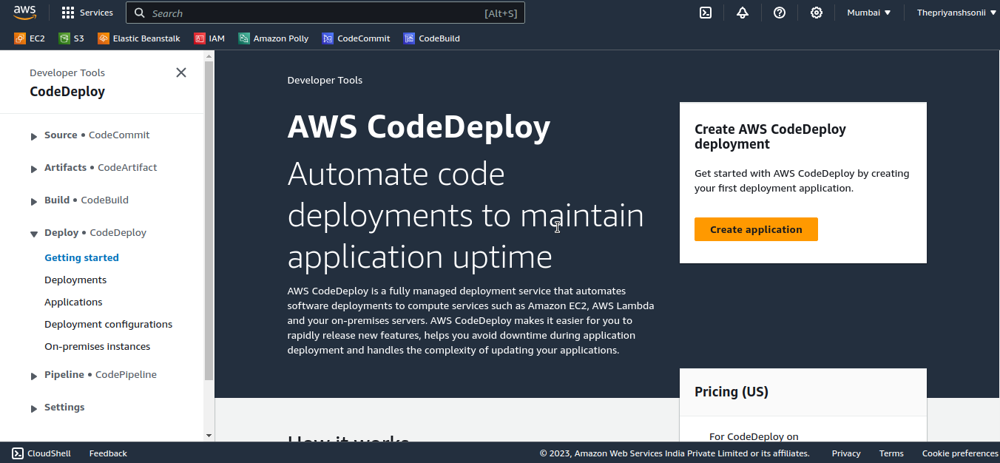 aws
Services
Search
[Alt+S]
Mumbai
Thepriyanshsonii
EC2
S3
Elastic Beanstalk
IAM
Amazon Polly
CodeCommit
CodeBuild
Developer Tools
CodeDeploy
Source • CodeCommit
Artifacts • CodeArtifact
Build • CodeBuild
Deploy • CodeDeploy
Getting started
Deployments
Applications
Deployment configurations
On-premises instances
Pipeline • CodePipeline
Settings
Developer Tools
AWS CodeDeploy
Automate code
deployments to maintain
application uptime
AWS CodeDeploy is a fully managed deployment service that automates
software deployments to compute services such as Amazon EC2, AWS Lambda
and your on-premises servers. AWS CodeDeploy makes it easier for you to
rapidly release new features, helps you avoid downtime during application
deployment and handles the complexity of updating your applications.
Create AWS CodeDeploy
deployment
Get started with AWS CodeDeploy by creating
your first deployment application.
Create application
Pricing (US)
For CodeDeploy on
How it works
CloudShell
Feedback
© 2023, Amazon Web Services India Private Limited or its affiliates.
Privacy
Terms
Cookie preferences